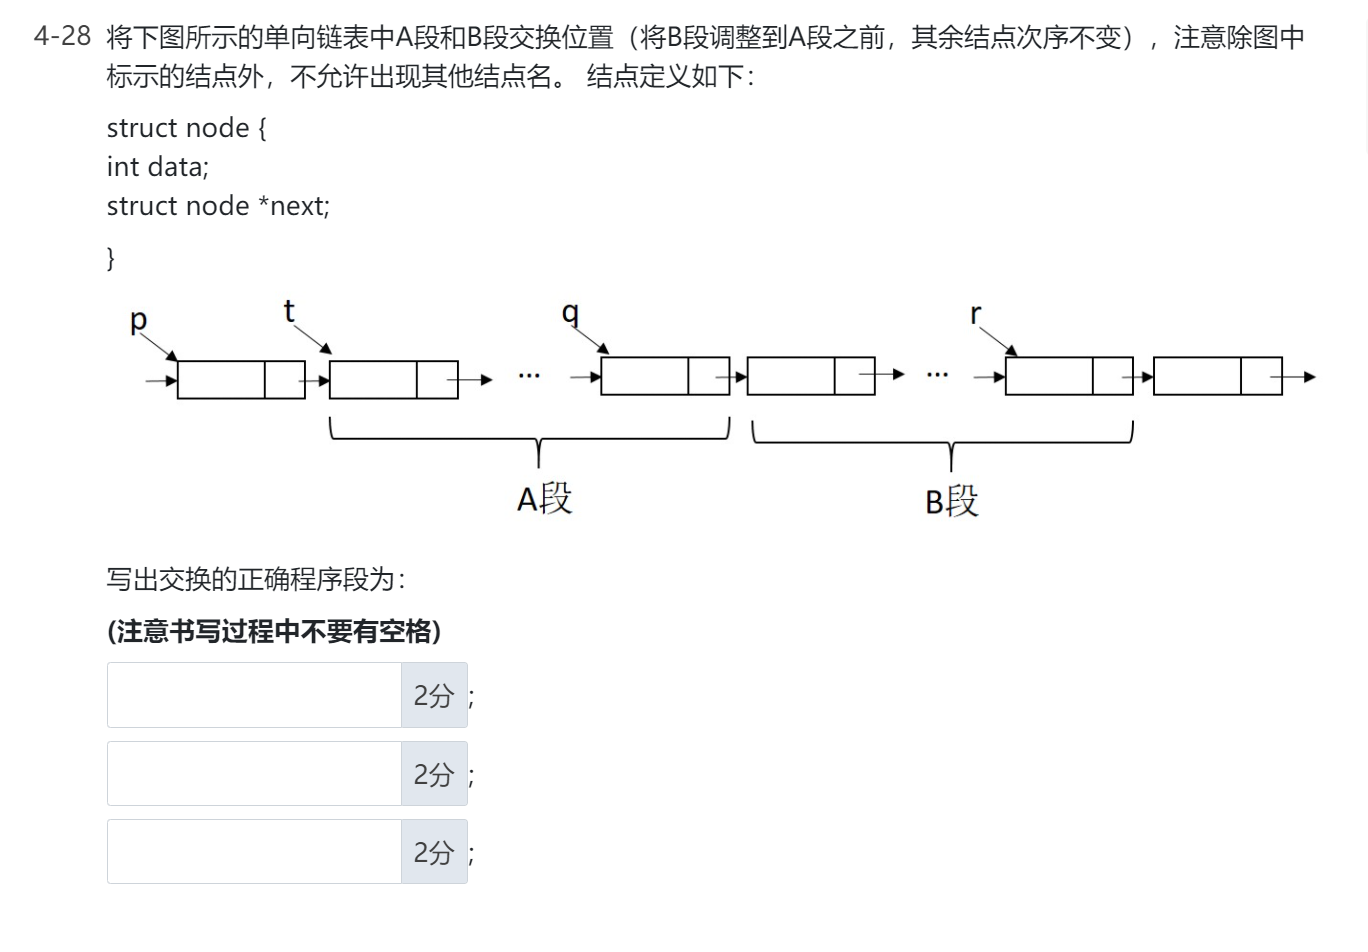 4-28 将下图所示的单向链表中A段和B段交换位置（将B段调整到A段之前，其余结点次序不变），注意除图中
标示的结点外，不允许出现其他结点名。 结点定义如下：
struct node {
int data;
struct node *next;
}
p t q r
... ...
A段 B段
写出交换的正确程序段为：
(注意书写过程中不要有空格)
2分 ;
2分 ;
2分 ;